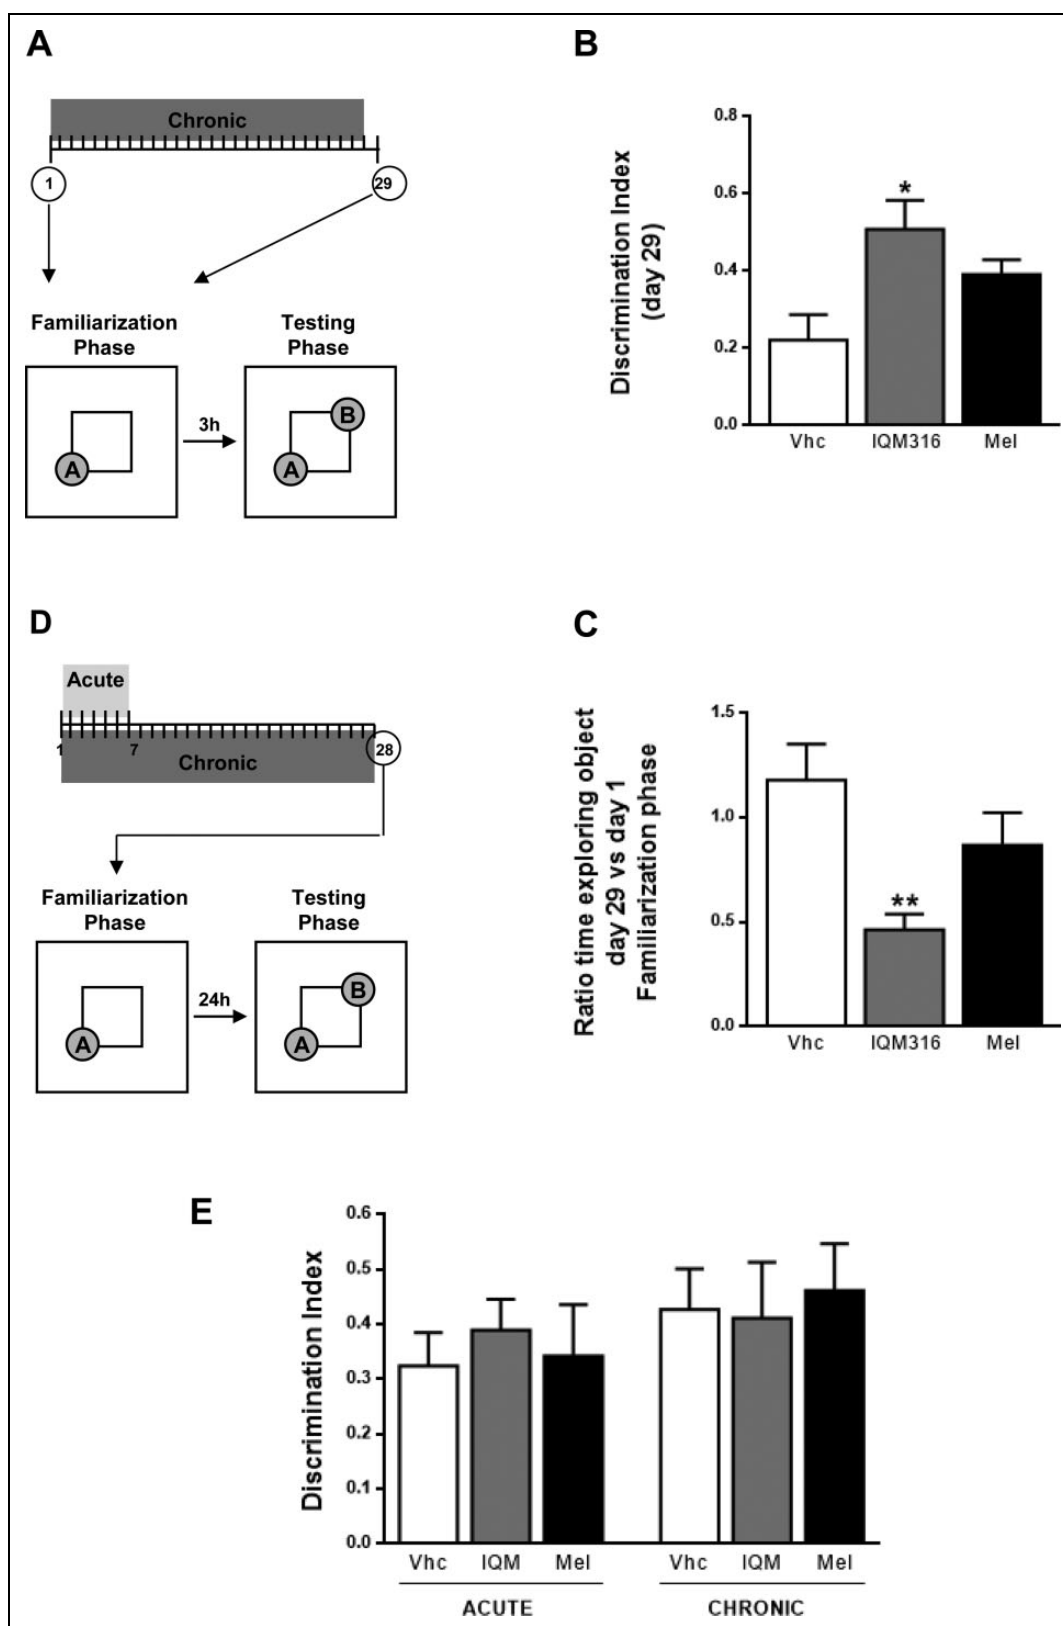 A
Chronic
1
29
Familiarization
Phase
Testing
Phase
A
3h
B
A
B
Discrimination Index
(day 29)
0.8
0.6
0.4
0.2
0.0
*
Vhc
IQM316
Mel
D
Acute
1
7
Chronic
28
Familiarization
Phase
Testing
Phase
A
24h
B
A
C
Ratio time exploring object
day 29 vs day 1
Familiarization phase
1.5
1.0
0.5
0.0
**
Vhc
IQM316
Mel
E
Discrimination Index
0.6
0.5
0.4
0.3
0.2
0.1
0.0
Vhc IQM Mel
Vhc IQM Mel
ACUTE
CHRONIC